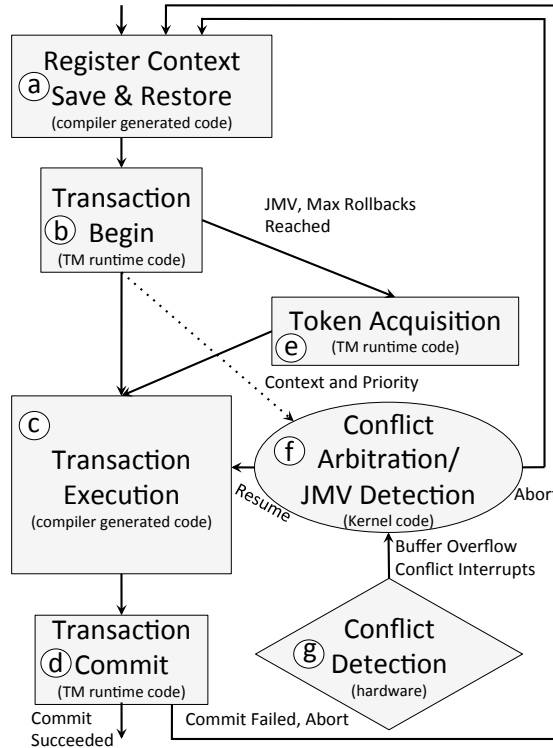 Register Context
a
Save & Restore
(compiler generated code)
Transaction
b
Begin
(TM runtime code)
JMV, Max Rollbacks
Reached
Token Acquisition
e
(TM runtime code)
Context and Priority
c
Transaction
Execution
(compiler generated code)
Conflict
f
Arbitration/
JMV Detection
(Kernel code)
Resume
Abort
Buffer Overflow
Conflict Interrupts
Transaction
d
Commit
(TM runtime code)
Conflict
g
Detection
(hardware)
Commit
Succeeded
Commit Failed, Abort